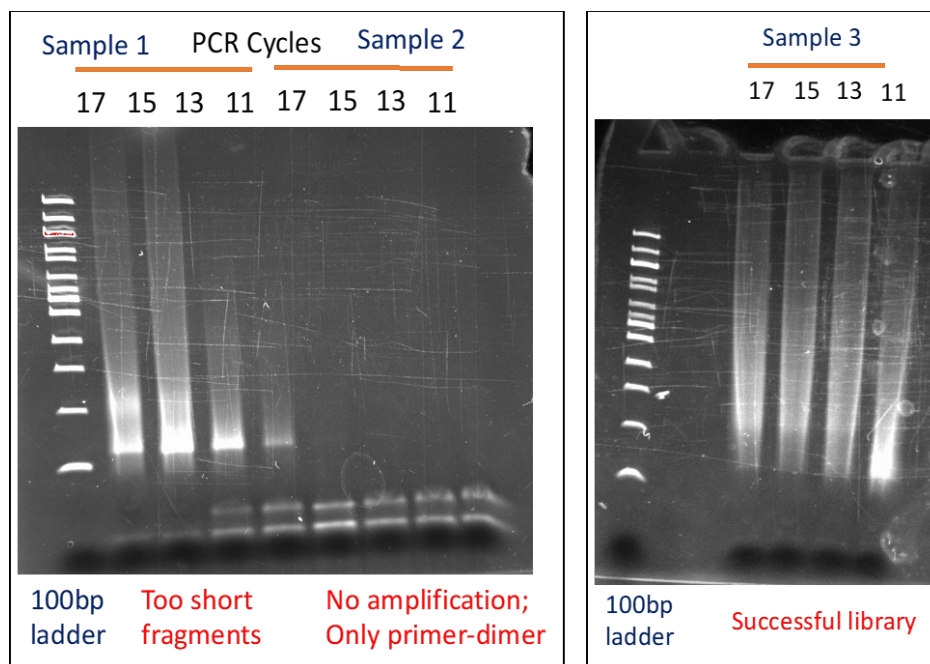 Sample 1 PCR Cycles Sample 2
17 15 13 11 17 15 13 11
100bp
ladder
Too short
fragments
No amplification;
Only primer-dimer
Sample 3
17 15 13 11
100bp
ladder
Successful library